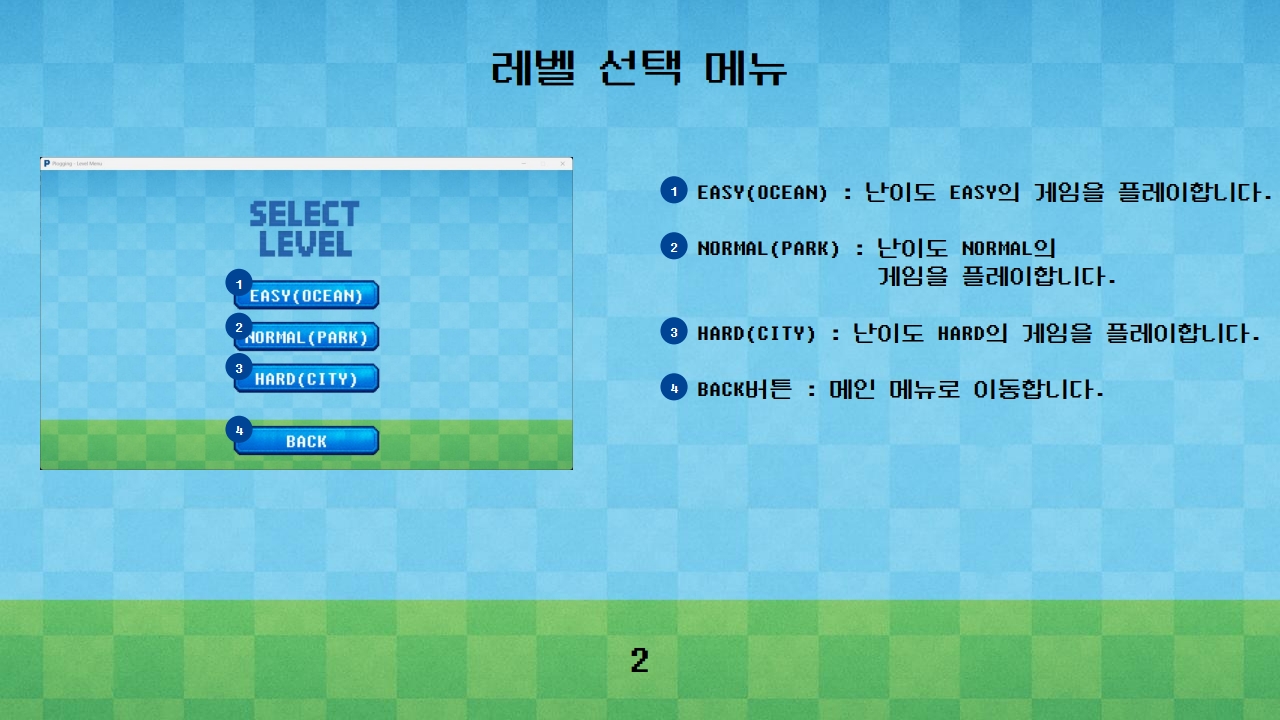 레벨 선택 메뉴
Plogging - Level Menu
SELECT
LEVEL
1
EASY(OCEAN)
2
NORMAL(PARK)
3
HARD(CITY)
4
BACK
1 EASY(OCEAN) : 난이도 EASY의 게임을 플레이합니다.
2 NORMAL(PARK) : 난이도 NORMAL의
게임을 플레이합니다.
3 HARD(CITY) : 난이도 HARD의 게임을 플레이합니다.
4 BACK버튼 : 메인 메뉴로 이동합니다.
2